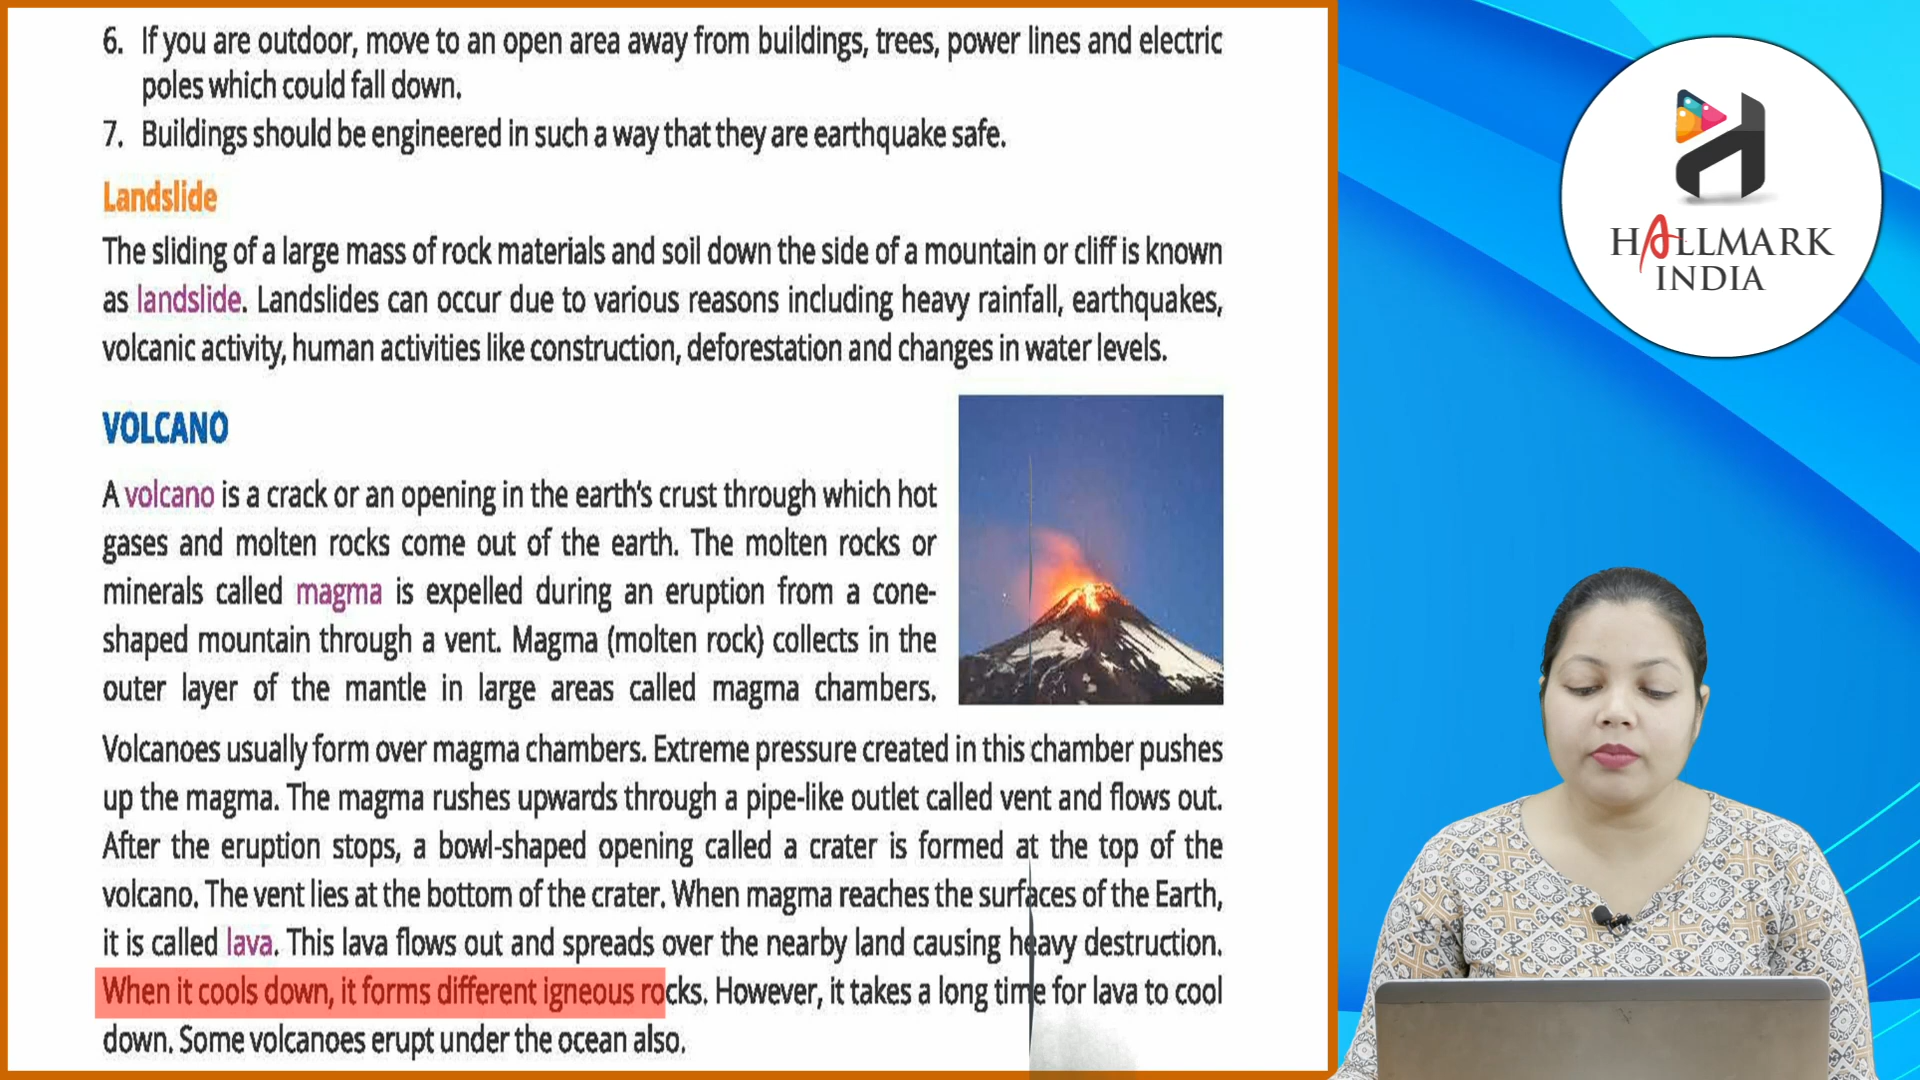 6. If you are outdoor, move to an open area away from buildings, trees, power lines and electric
poles which could fall down.
7. Buildings should be engineered in such a way that they are earthquake safe.
Landslide
The sliding of a large mass of rock materials and soil down the side of a mountain or cliff is known
as landslide. Landslides can occur due to various reasons including heavy rainfall, earthquakes,
volcanic activity, human activities like construction, deforestation and changes in water levels.
VOLCANO
A volcano is a crack or an opening in the earth's crust through which hot
gases and molten rocks come out of the earth. The molten rocks or
minerals called magma is expelled during an eruption from a cone-
shaped mountain through a vent. Magma (molten rock) collects in the
outer layer of the mantle in large areas called magma chambers.
Volcanoes usually form over magma chambers. Extreme pressure created in this chamber pushes
up the magma. The magma rushes upwards through a pipe-like outlet called vent and flows out.
After the eruption stops, a bowl-shaped opening called a crater is formed at the top of the
volcano. The vent lies at the bottom of the crater. When magma reaches the surfaces of the Earth,
it is called lava. This lava flows out and spreads over the nearby land causing heavy destruction.
When it cools down, it forms different igneous rocks. However, it takes a long time for lava to cool
down. Some volcanoes erupt under the ocean also.
HALLMARK
INDIA